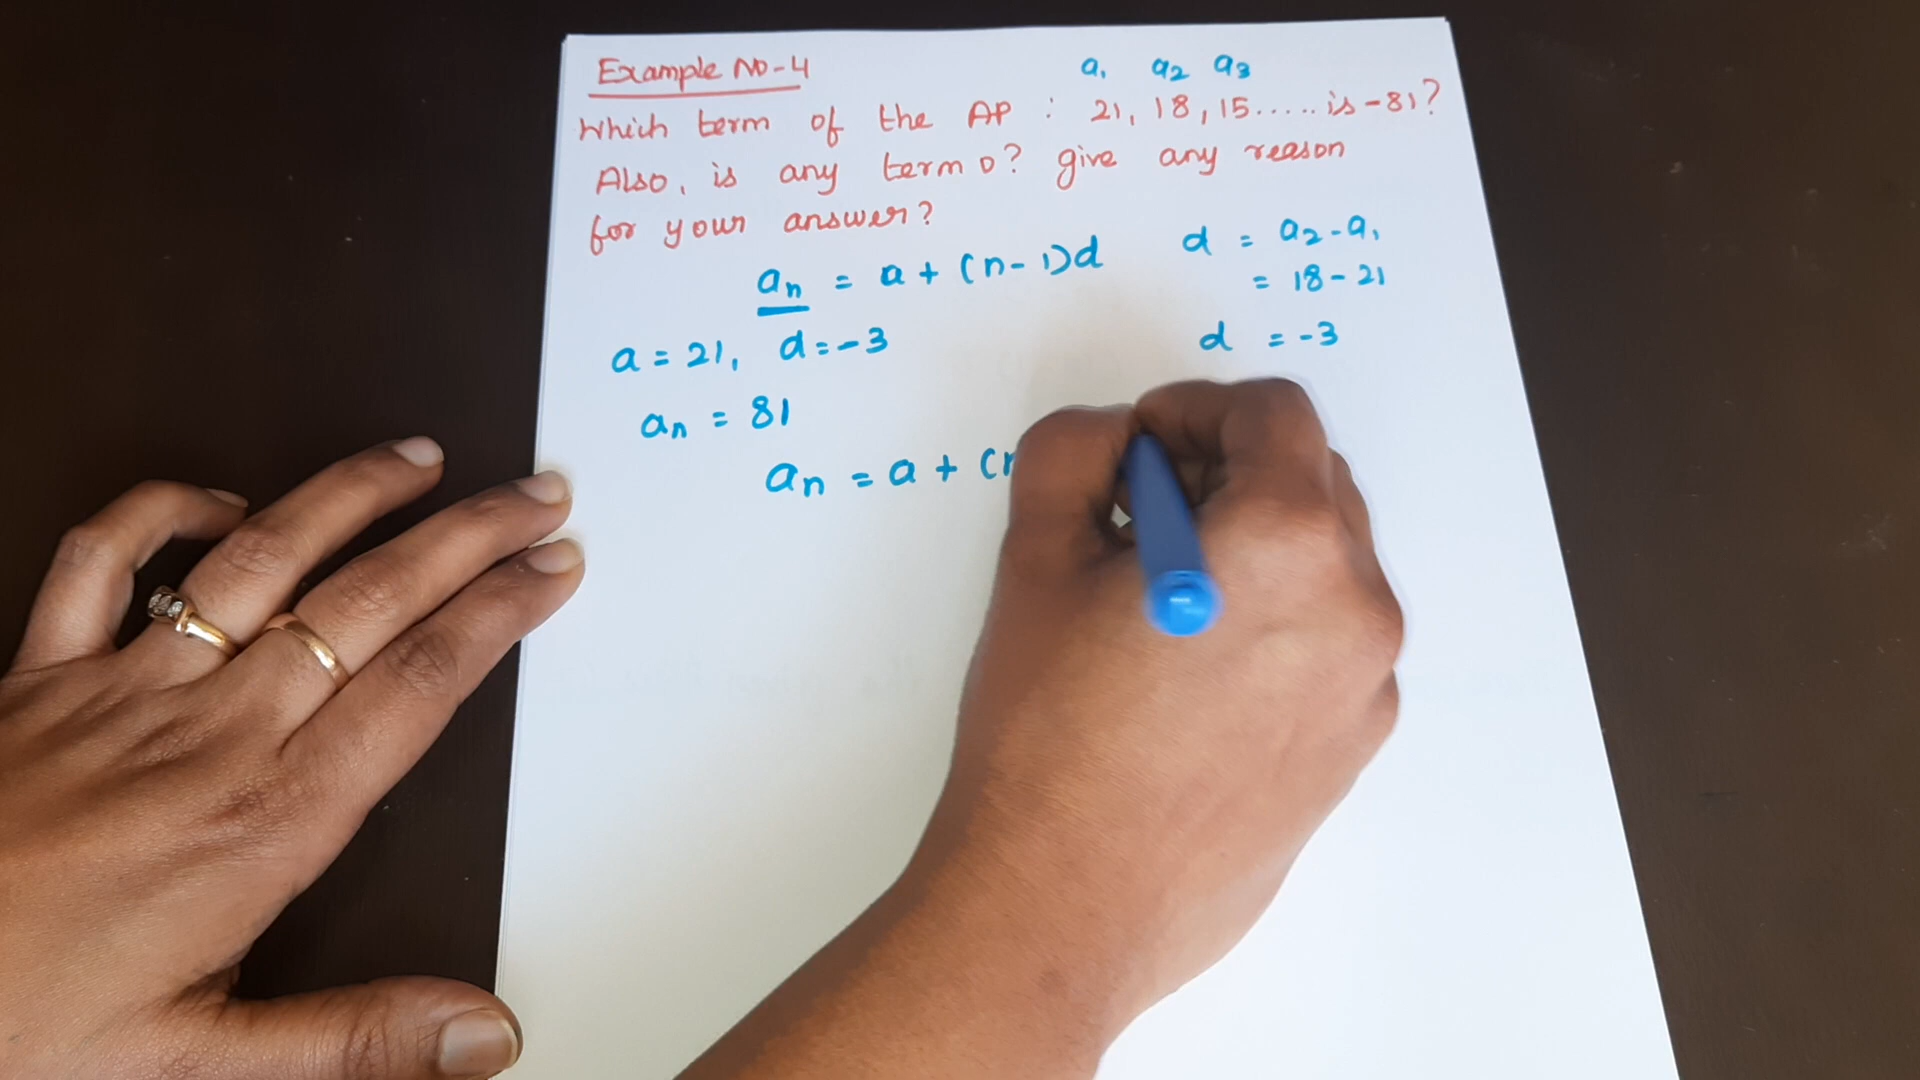 Example No-4
a₁ a₂ a₃
Which term of the AP : 21, 18, 15..... is -81?
Also, is any term 0? give any reason
for your answer?
aₙ = a + (n-1)d
d = a₂-a₁
= 18-21
d = -3
a = 21, d=-3
aₙ = 81
aₙ = a + (n